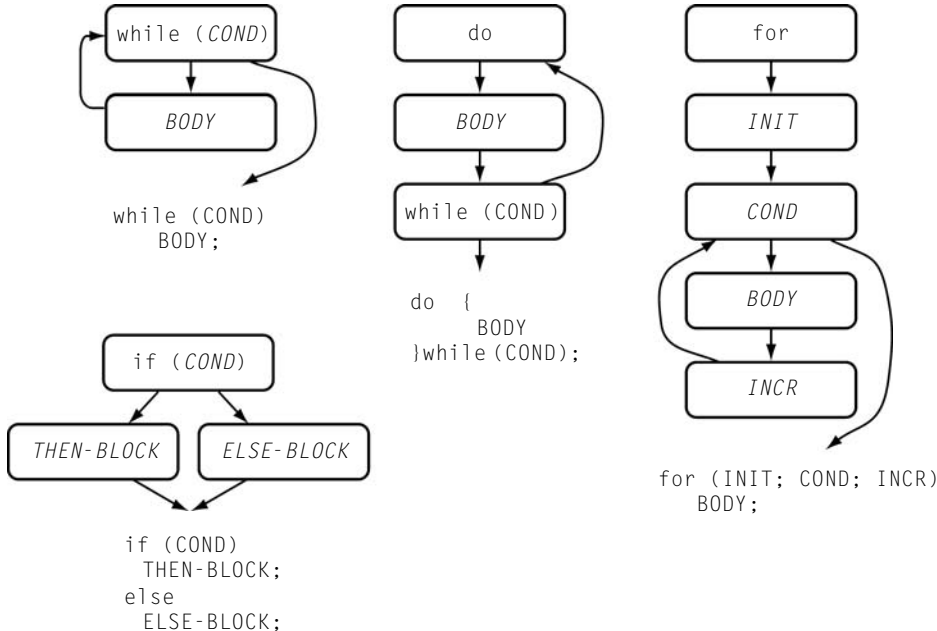 while (COND)
BODY
while (COND)
BODY;
do
BODY
while (COND)
do {
BODY
}while(COND);
for
INIT
COND
BODY
INCR
for (INIT; COND; INCR)
BODY;
if (COND)
THEN-BLOCK
ELSE-BLOCK
if (COND)
THEN-BLOCK;
else
ELSE-BLOCK;